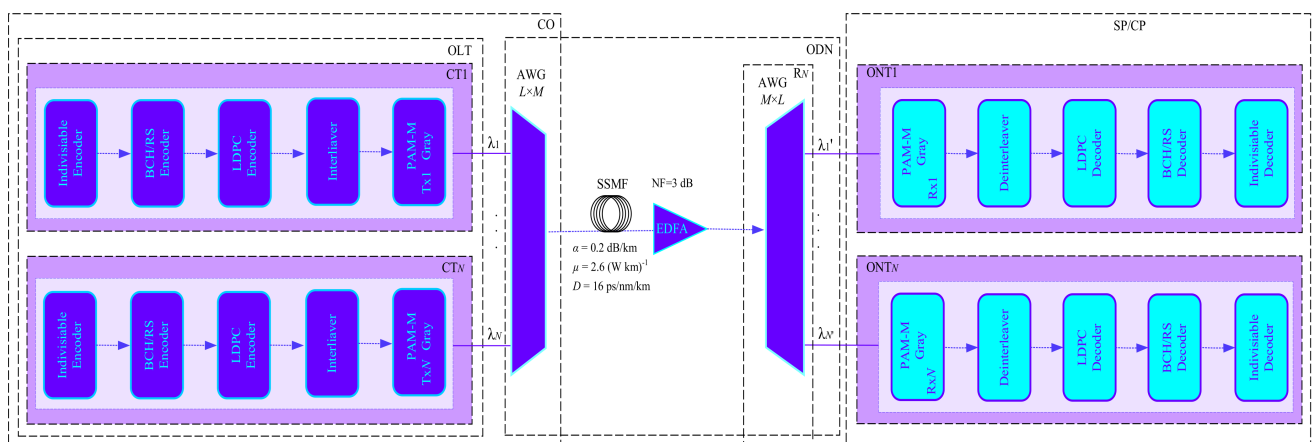 CO
SP/CP
OLT
ODN
CT1
Indivisiable
Encoder
BCH/RS
Encoder
LDPC
Encoder
Interliaver
PAM-M
Gray
Tx1
λ1
AWG
L×M
SSMF
α = 0.2 dB/km
μ = 2.6 (W km)-1
D = 16 ps/nm/km
NF=3 dB
EDFA
RN
AWG
M×L
λ1'
ONT1
PAM-M
Gray
Rx1
Deinterleaver
LDPC
Decoder
BCH/RS
Decoder
Indivisiable
Decoder
CTN
Indivisiable
Encoder
BCH/RS
Encoder
LDPC
Encoder
Interliaver
PAM-M
Gray
TxN
λN
λN'
ONTN
PAM-M
Gray
RxN
Deinterleaver
LDPC
Decoder
BCH/RS
Decoder
Indivisiable
Decoder